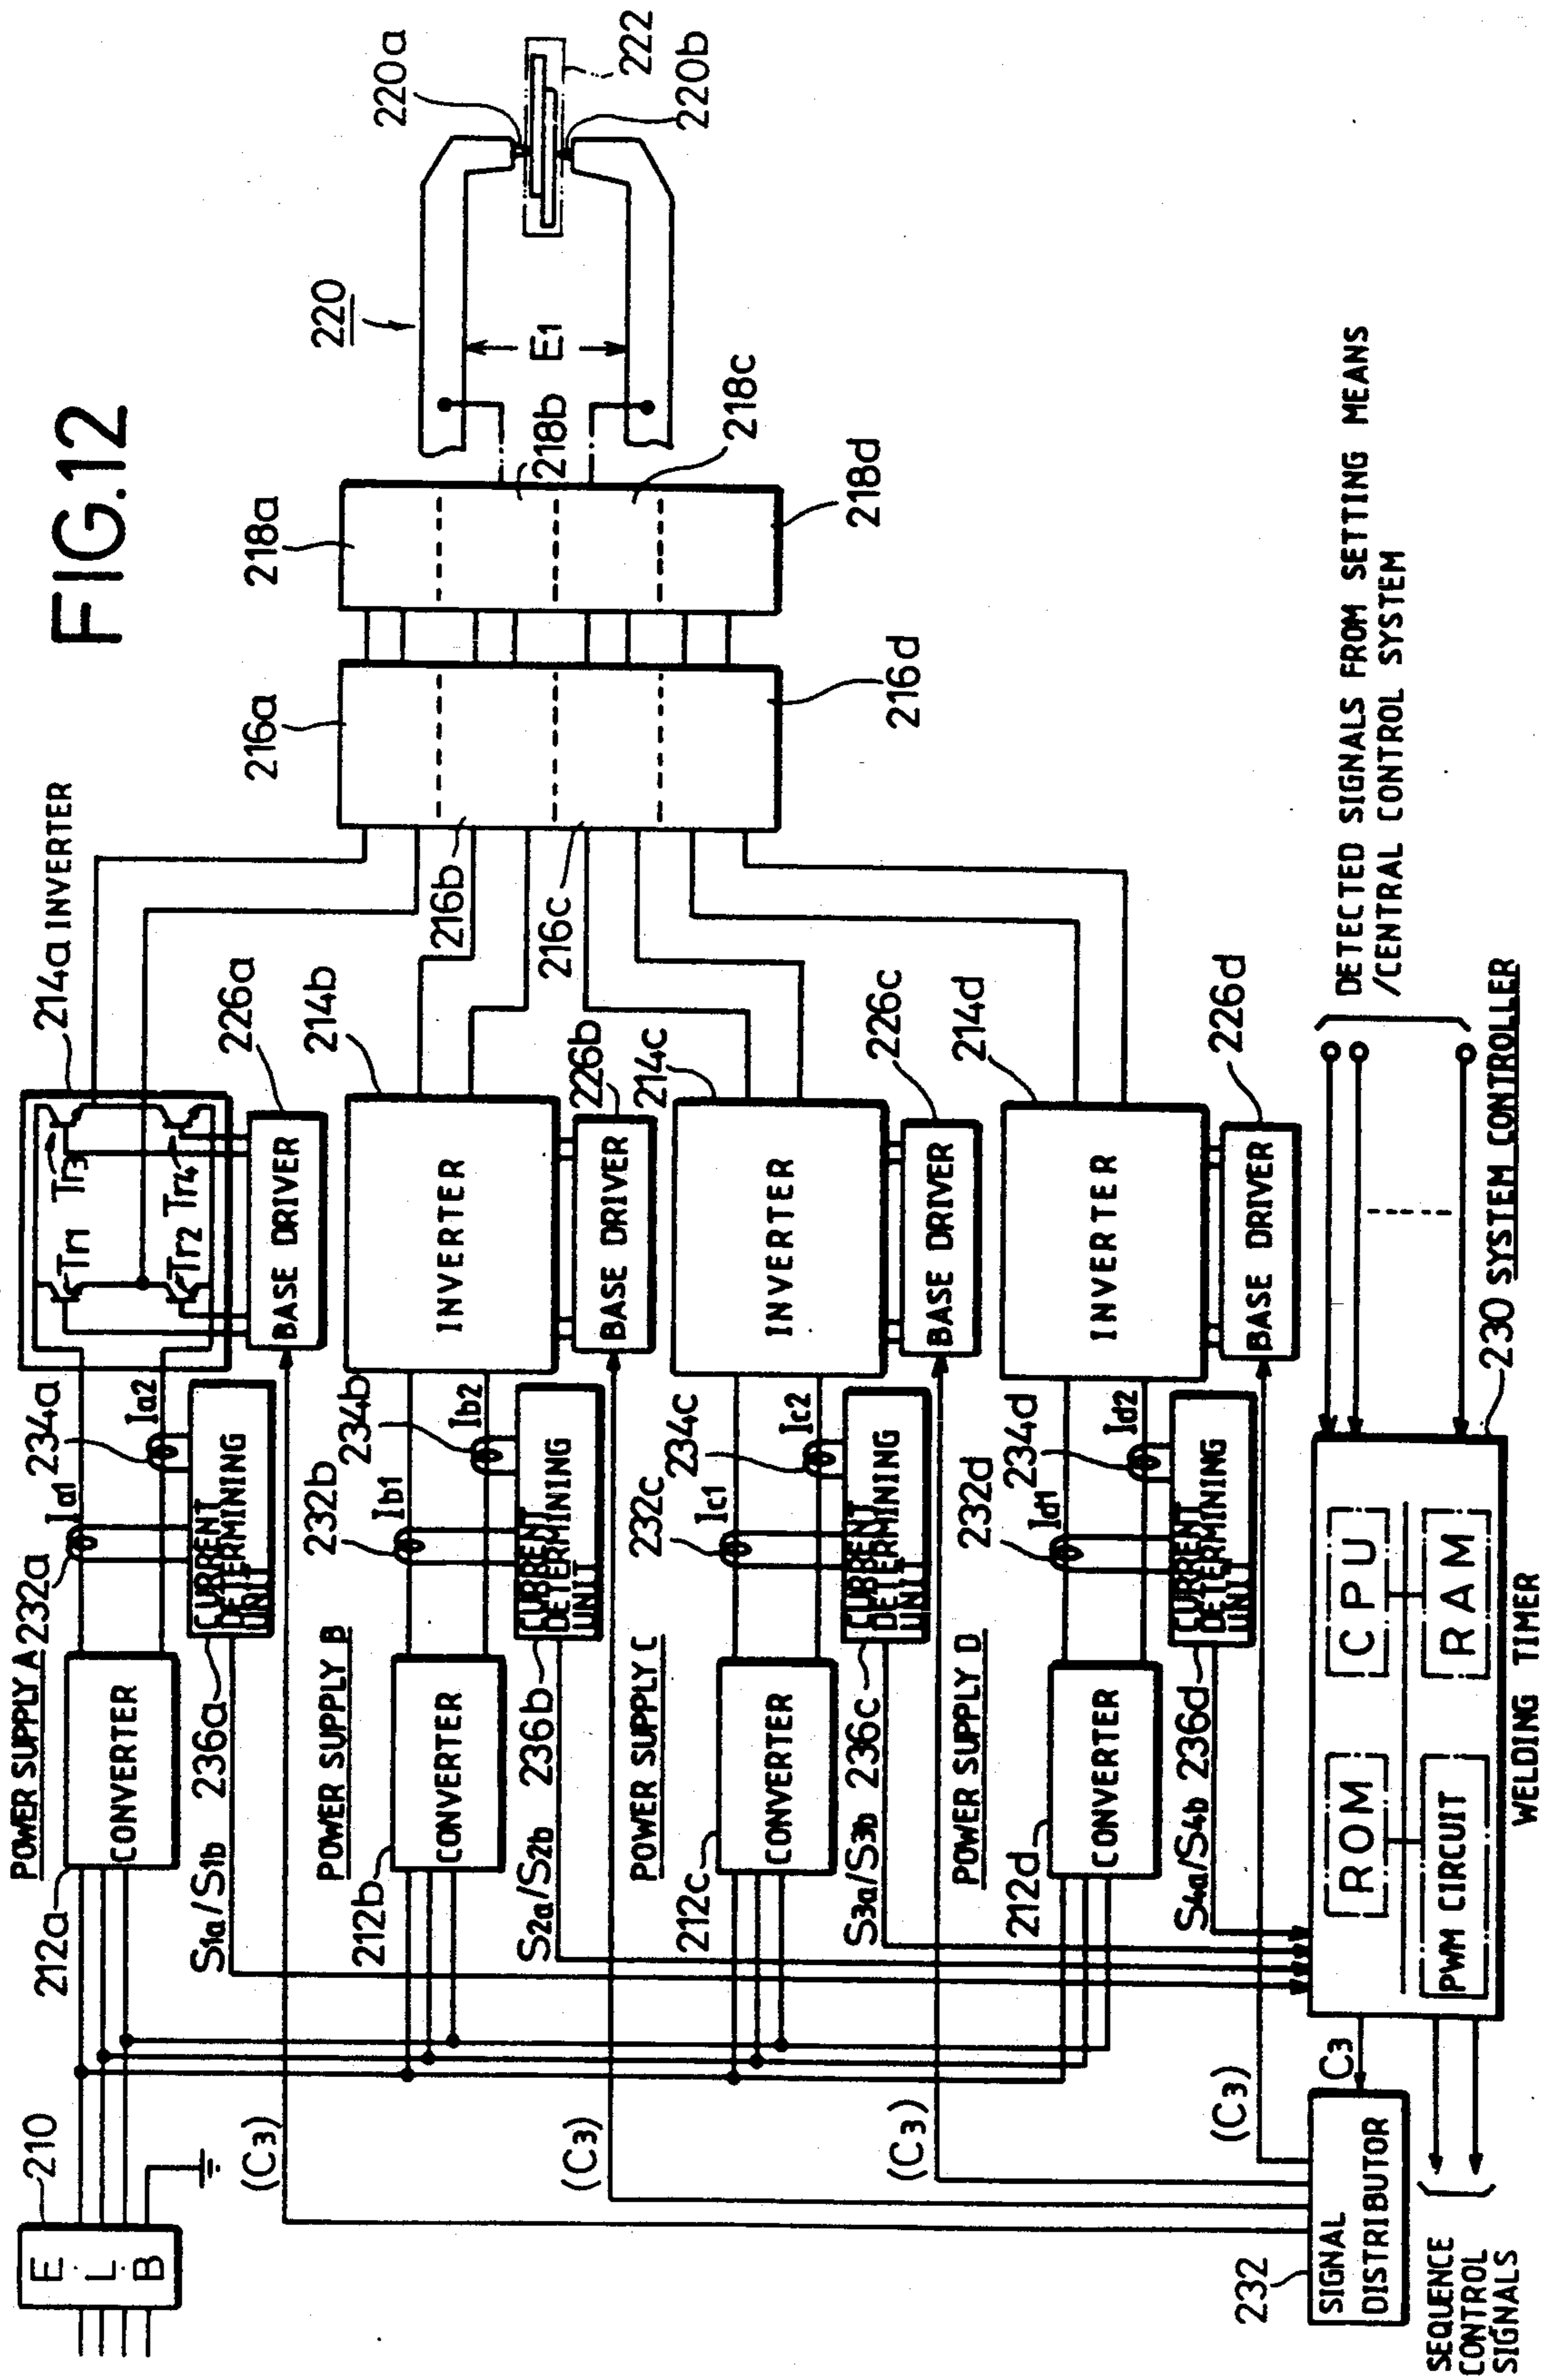 FIG.12
220a
222
220b
220
E1
218a
218b
218c
218d
216a
216b
216c
216d
214a INVERTER
Tr1
Tr3
Tr2
Tr4
226a
BASE DRIVER
234a
Ia1
Ia2
232a
CURRENT
DETERMINING
UNIT
POWER SUPPLY A
CONVERTER
236a
212a
S1a/S1b
210
E
L
B
(C3)
214b
INVERTER
226b
BASE DRIVER
234b
Ib1
Ib2
232b
CURRENT
DETERMINING
UNIT
POWER SUPPLY B
CONVERTER
236b
212b
S2a/S2b
(C3)
214c
INVERTER
226c
BASE DRIVER
234c
Ic1
Ic2
232c
CURRENT
DETERMINING
UNIT
POWER SUPPLY C
CONVERTER
236c
212c
S3a/S3b
(C3)
214d
INVERTER
226d
BASE DRIVER
234d
Id1
Id2
232d
CURRENT
DETERMINING
UNIT
POWER SUPPLY D
CONVERTER
236d
212d
S4a/S4b
(C3)
DETECTED SIGNALS FROM SETTING MEANS
/CENTRAL CONTROL SYSTEM
230 SYSTEM CONTROLLER
ROM
CPU
PWM CIRCUIT
RAM
WELDING TIMER
C3
232
SIGNAL
DISTRIBUTOR
SEQUENCE
CONTROL
SIGNALS